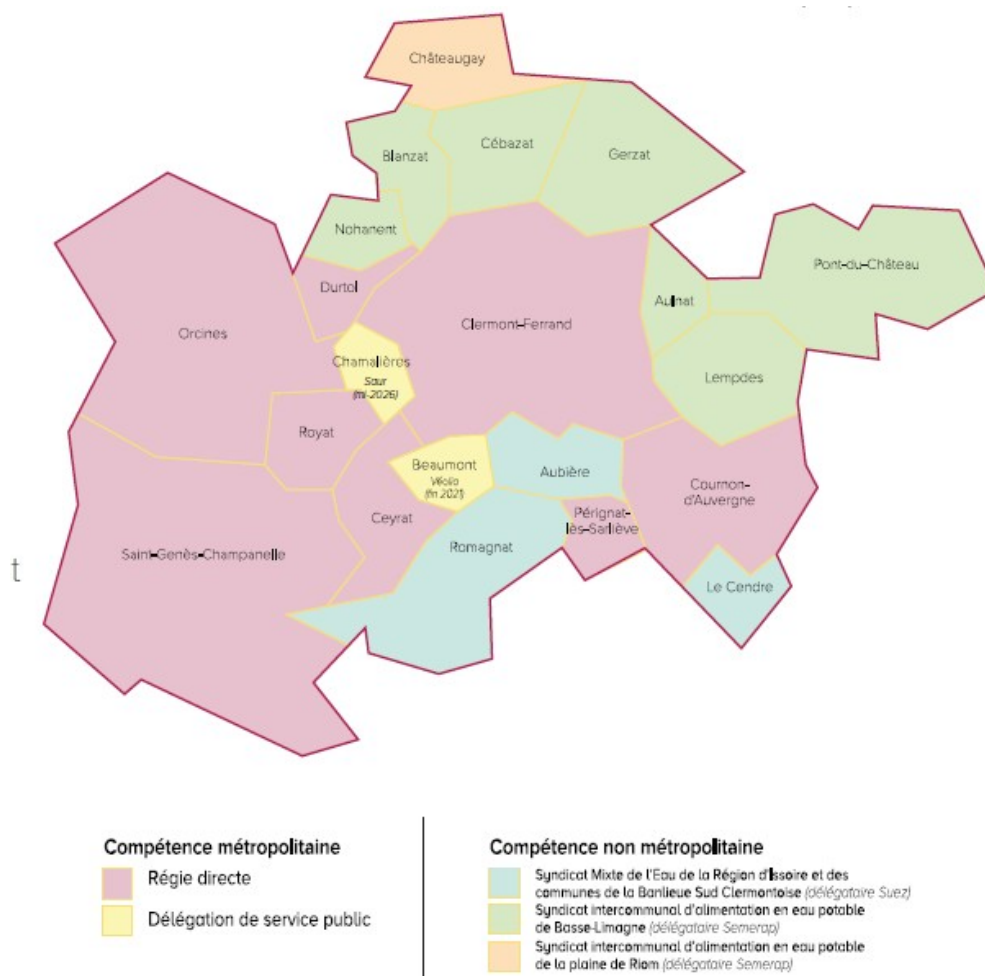 Châteaugay
Cébazat
Blanzat
Gerzat
Nohanent
Pont-du-Château
Durtol
Aulnat
Orcines
Clermont-Ferrand
Chamalières
Saur
(mi-2026)
Lempdes
Royat
Beaumont
Véolia
(fin 2021)
Aubière
Cournon-
d'Auvergne
Ceyrat
Pérignat-
lès-Sarliève
Romagnat
Saint-Genès-Champanelle
t
Le Cendre
Compétence métropolitaine
Régie directe
Délégation de service public
Compétence non métropolitaine
Syndicat Mixte de l'Eau de la Région d'Issoire et des
communes de la Banlieue Sud Clermontoise (délégataire Suez)
Syndicat intercommunal d'alimentation en eau potable
de Basse-Limagne (délégataire Semerap)
Syndicat intercommunal d'alimentation en eau potable
de la plaine de Riom (délégataire Semerap)